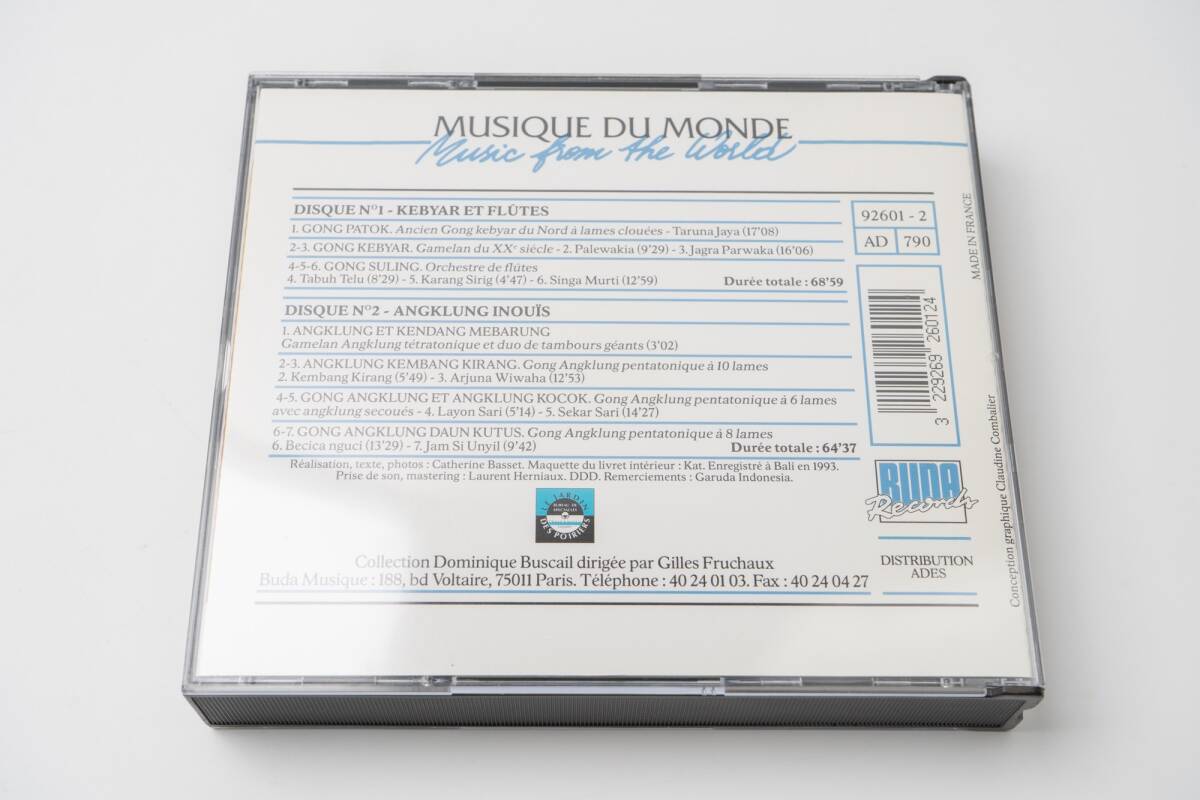 MUSIQUE DU MONDE
Music from the World
DISQUE N°1 - KEBYAR ET FLÛTES
1. GONG PATOK. Ancien Gong kebyar du Nord à lames clouées - Taruna Jaya (17'08)
2-3. GONG KEBYAR. Gamelan du XXe siècle - 2. Palewakia (9'29) - 3. Jagra Parwaka (16'06)
4-5-6. GONG SULING. Orchestre de flûtes
4. Tabuh Telu (8'29) - 5. Karang Sirig (4'47) - 6. Singa Murti (12'59) Durée totale : 68'59
DISQUE N°2 - ANGKLUNG INOUÏS
1. ANGKLUNG ET KENDANG MEBARUNG
Gamelan Angklung tétratonique et duo de tambours géants (3'02)
2-3. ANGKLUNG KEMBANG KIRANG. Gong Angklung pentatonique à 10 lames
2. Kembang Kirang (5'49) - 3. Arjuna Wiwaha (12'53)
4-5. GONG ANGKLUNG ET ANGKLUNG KOCOK. Gong Angklung pentatonique à 6 lames
avec angklung secoués - 4. Layon Sari (5'14) - 5. Sekar Sari (14'27)
6-7. GONG ANGKLUNG DAUN KUTUS. Gong Angklung pentatonique à 8 lames
6. Becica nguci (13'29) - 7. Jam Si Unyil (9'42) Durée totale : 64'37
Réalisation, texte, photos : Catherine Basset. Maquette du livret intérieur : Kat. Enregistré à Bali en 1993.
Prise de son, mastering : Laurent Herniaux. DDD. Remerciements : Garuda Indonesia.
LE JARDIN
BUREAU DE
SPECTACLES
DES POIRIERS
Collection Dominique Buscail dirigée par Gilles Fruchaux
Buda Musique : 188, bd Voltaire, 75011 Paris. Téléphone : 40 24 01 03. Fax : 40 24 04 27
92601 - 2
AD 790
MADE IN FRANCE
3 229269 260124
BUDA
Records
DISTRIBUTION
ADES
Conception graphique Claudine Combalier